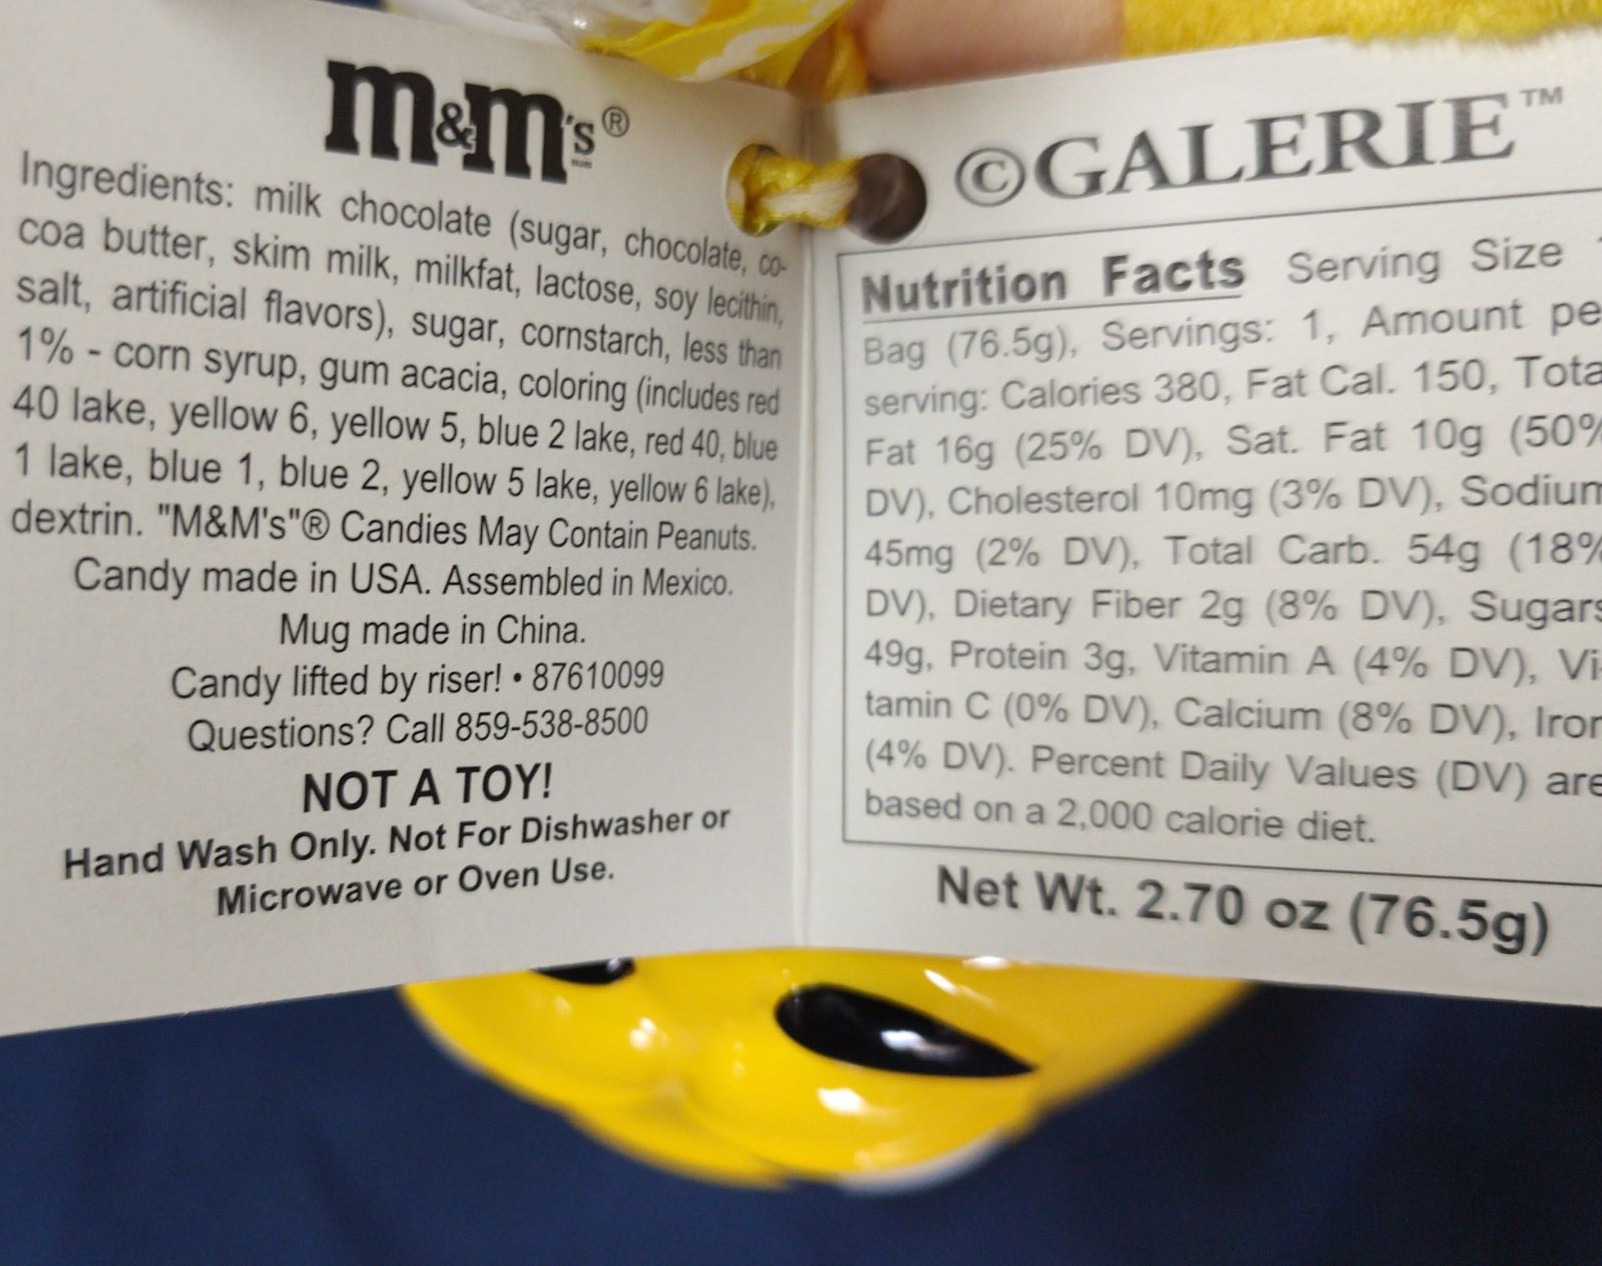 m&m's®
Ingredients: milk chocolate (sugar, chocolate, co-
coa butter, skim milk, milkfat, lactose, soy lecithin,
salt, artificial flavors), sugar, cornstarch, less than
1% - corn syrup, gum acacia, coloring (includes red
40 lake, yellow 6, yellow 5, blue 2 lake, red 40, blue
1 lake, blue 1, blue 2, yellow 5 lake, yellow 6 lake),
dextrin. "M&M's"® Candies May Contain Peanuts.
Candy made in USA. Assembled in Mexico.
Mug made in China.
Candy lifted by riser! • 87610099
Questions? Call 859-538-8500
NOT A TOY!
Hand Wash Only. Not For Dishwasher or
Microwave or Oven Use.
©GALERIE™
Nutrition Facts Serving Size
Bag (76.5g), Servings: 1, Amount pe
serving: Calories 380, Fat Cal. 150, Tota
Fat 16g (25% DV), Sat. Fat 10g (50%
DV), Cholesterol 10mg (3% DV), Sodium
45mg (2% DV), Total Carb. 54g (18%
DV), Dietary Fiber 2g (8% DV), Sugars
49g, Protein 3g, Vitamin A (4% DV), Vi-
tamin C (0% DV), Calcium (8% DV), Iron
(4% DV). Percent Daily Values (DV) are
based on a 2,000 calorie diet.
Net Wt. 2.70 oz (76.5g)